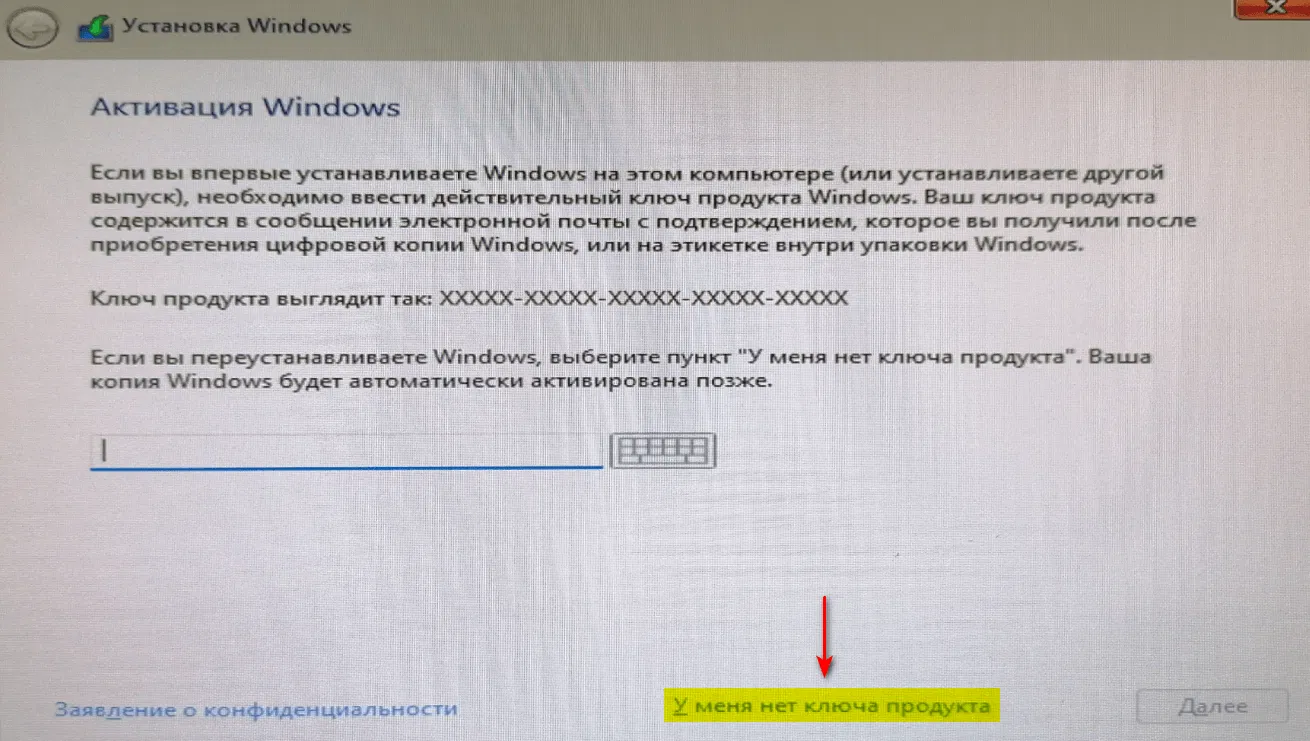 Установка Windows
Активация Windows
Если вы впервые устанавливаете Windows на этом компьютере (или устанавливаете другой
выпуск), необходимо ввести действительный ключ продукта Windows. Ваш ключ продукта
содержится в сообщении электронной почты с подтверждением, которое вы получили после
приобретения цифровой копии Windows, или на этикетке внутри упаковки Windows.
Ключ продукта выглядит так: XXXXX-XXXXX-XXXXX-XXXXX-XXXXX
Если вы переустанавливаете Windows, выберите пункт "У меня нет ключа продукта". Ваша
копия Windows будет автоматически активирована позже.
Заявление о конфиденциальности
У меня нет ключа продукта
Далее